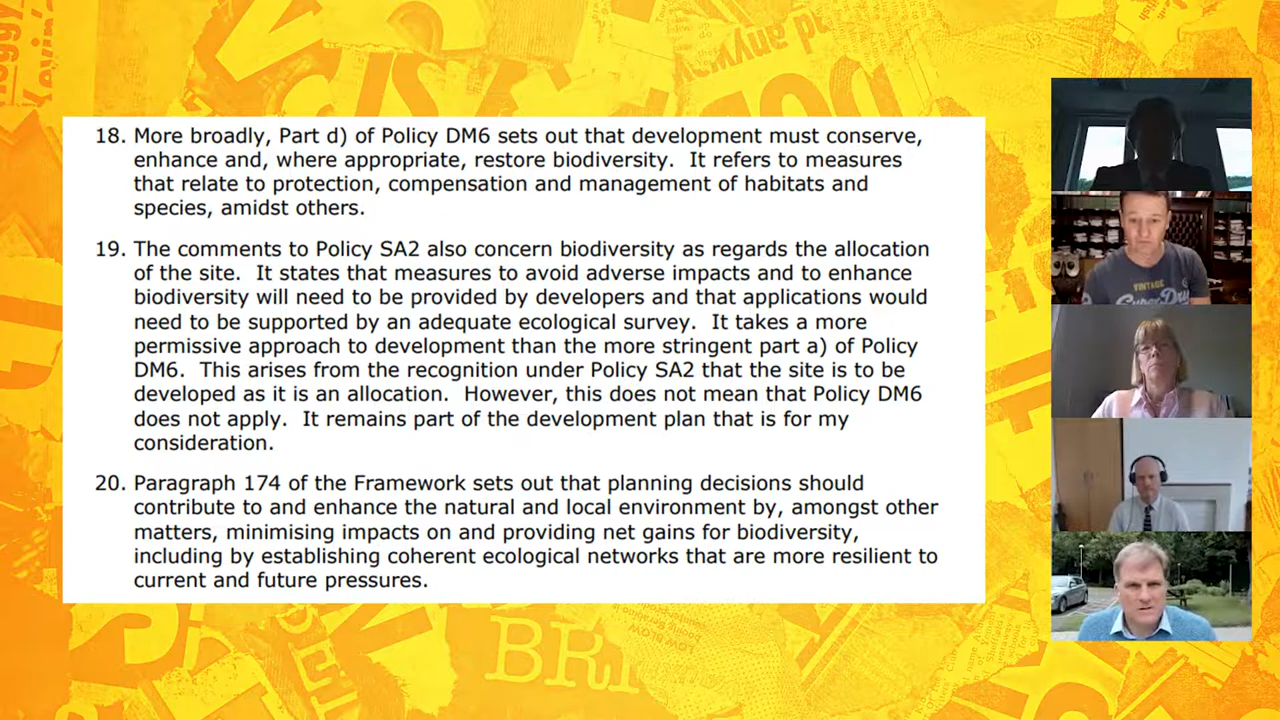 18. More broadly, Part d) of Policy DM6 sets out that development must conserve,
enhance and, where appropriate, restore biodiversity. It refers to measures
that relate to protection, compensation and management of habitats and
species, amidst others.
19. The comments to Policy SA2 also concern biodiversity as regards the allocation
of the site. It states that measures to avoid adverse impacts and to enhance
biodiversity will need to be provided by developers and that applications would
need to be supported by an adequate ecological survey. It takes a more
permissive approach to development than the more stringent part a) of Policy
DM6. This arises from the recognition under Policy SA2 that the site is to be
developed as it is an allocation. However, this does not mean that Policy DM6
does not apply. It remains part of the development plan that is for my
consideration.
20. Paragraph 174 of the Framework sets out that planning decisions should
contribute to and enhance the natural and local environment by, amongst other
matters, minimising impacts on and providing net gains for biodiversity,
including by establishing coherent ecological networks that are more resilient to
current and future pressures.
VINTAGE
Super Dry
BRI